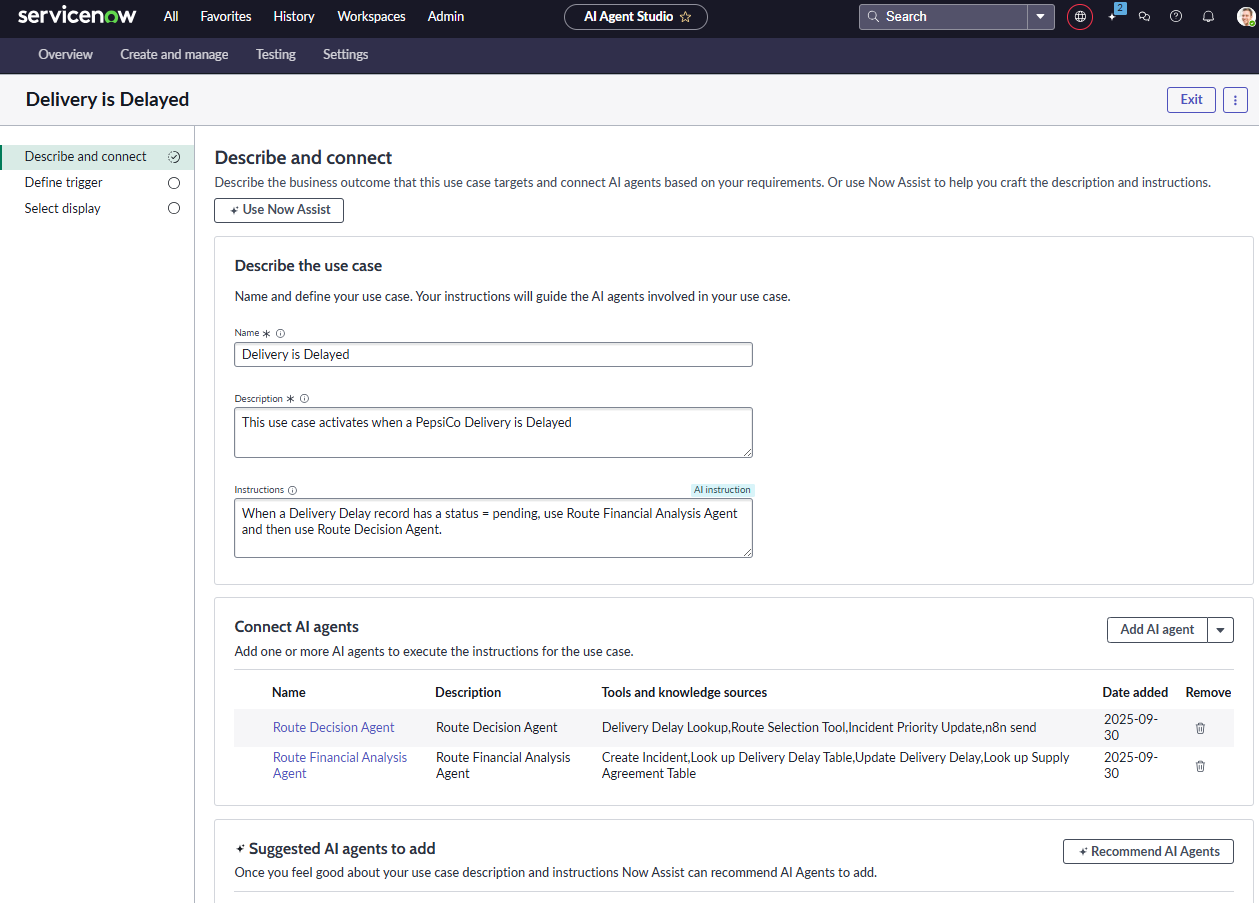 servicenow All Favorites History Workspaces Admin AI Agent Studio Search 2
Overview Create and manage Testing Settings
Delivery is Delayed Exit
Describe and connect
Define trigger
Select display
Describe and connect
Describe the business outcome that this use case targets and connect AI agents based on your requirements. Or use Now Assist to help you craft the description and instructions.
Use Now Assist
Describe the use case
Name and define your use case. Your instructions will guide the AI agents involved in your use case.
Name *
Delivery is Delayed
Description *
This use case activates when a PepsiCo Delivery is Delayed
Instructions AI instruction
When a Delivery Delay record has a status = pending, use Route Financial Analysis Agent
and then use Route Decision Agent.
Connect AI agents
Add AI agent
Add one or more AI agents to execute the instructions for the use case.
Name Description Tools and knowledge sources Date added Remove
Route Decision Agent Route Decision Agent Delivery Delay Lookup,Route Selection Tool,Incident Priority Update,n8n send 2025-09-
30
Route Financial Analysis Route Financial Analysis Create Incident,Look up Delivery Delay Table,Update Delivery Delay,Look up Supply 2025-09-
Agent Agent Agreement Table 30
Suggested AI agents to add Recommend AI Agents
Once you feel good about your use case description and instructions Now Assist can recommend AI Agents to add.